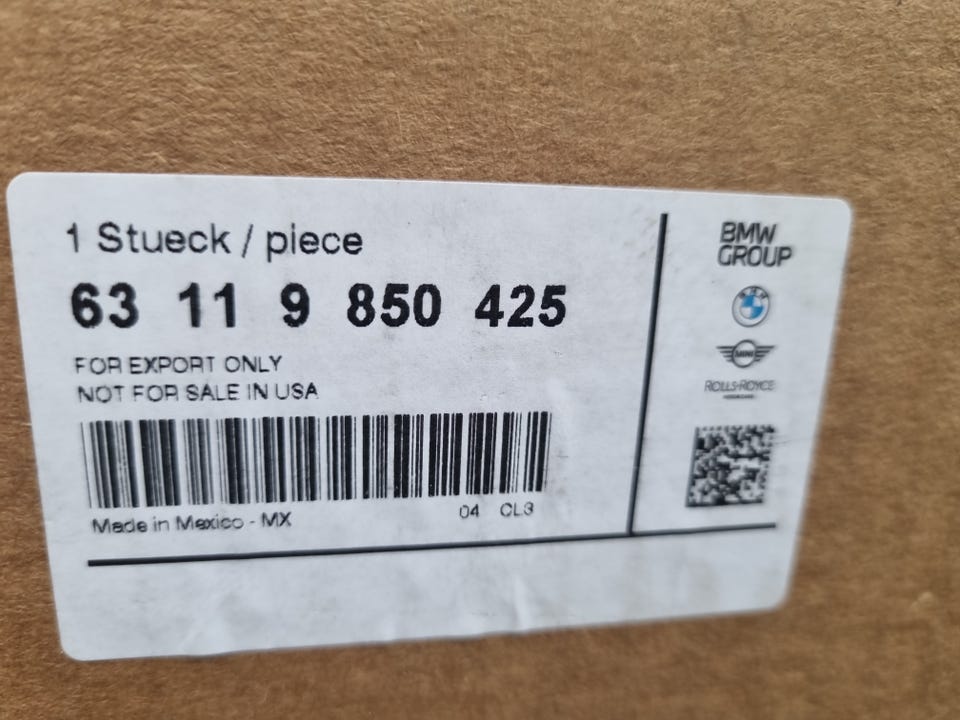 1 Stueck / piece
63 11 9 850 425
FOR EXPORT ONLY
NOT FOR SALE IN USA
Made in Mexico - MX
04 CL3
BMW
GROUP
MINI
ROLLS-ROYCE